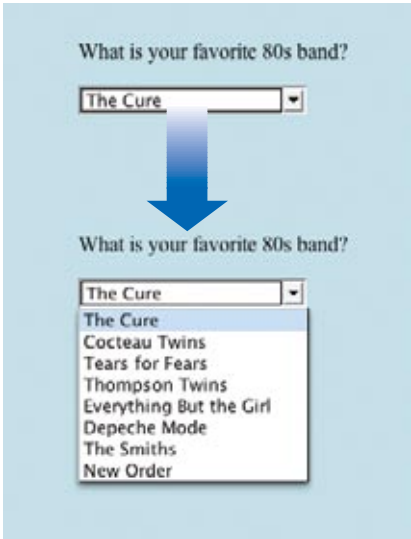 What is your favorite 80s band?
The Cure
What is your favorite 80s band?
The Cure
The Cure
Cocteau Twins
Tears for Fears
Thompson Twins
Everything But the Girl
Depeche Mode
The Smiths
New Order